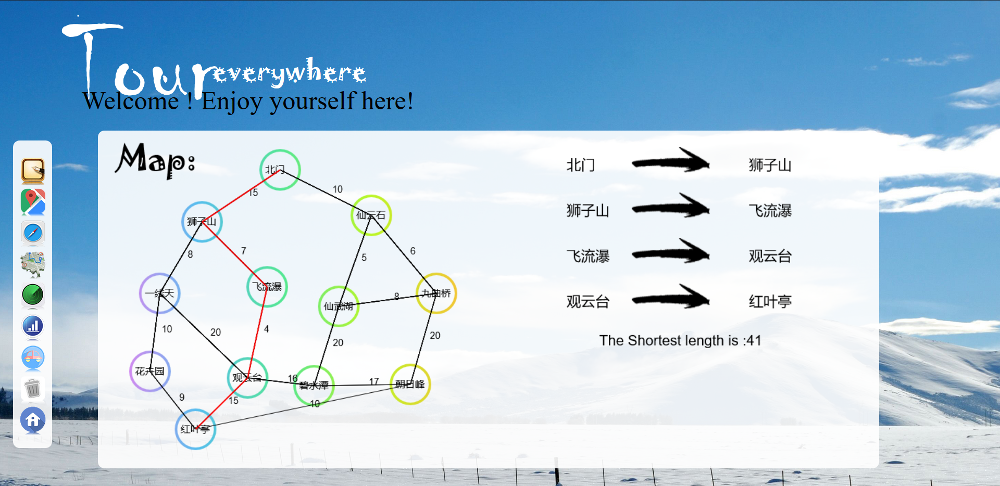 Tour everywhere
Welcome ! Enjoy yourself here!
Map:
北门
15
10
狮子山
仙云石
8
7
5
6
一线天
飞流瀑
仙武湖
8
九曲桥
10
20
4
20
20
花卉园
观云台
16
碧水潭
17
朝日峰
9
15
10
红叶亭
北门 狮子山
狮子山 飞流瀑
飞流瀑 观云台
观云台 红叶亭
The Shortest length is :41